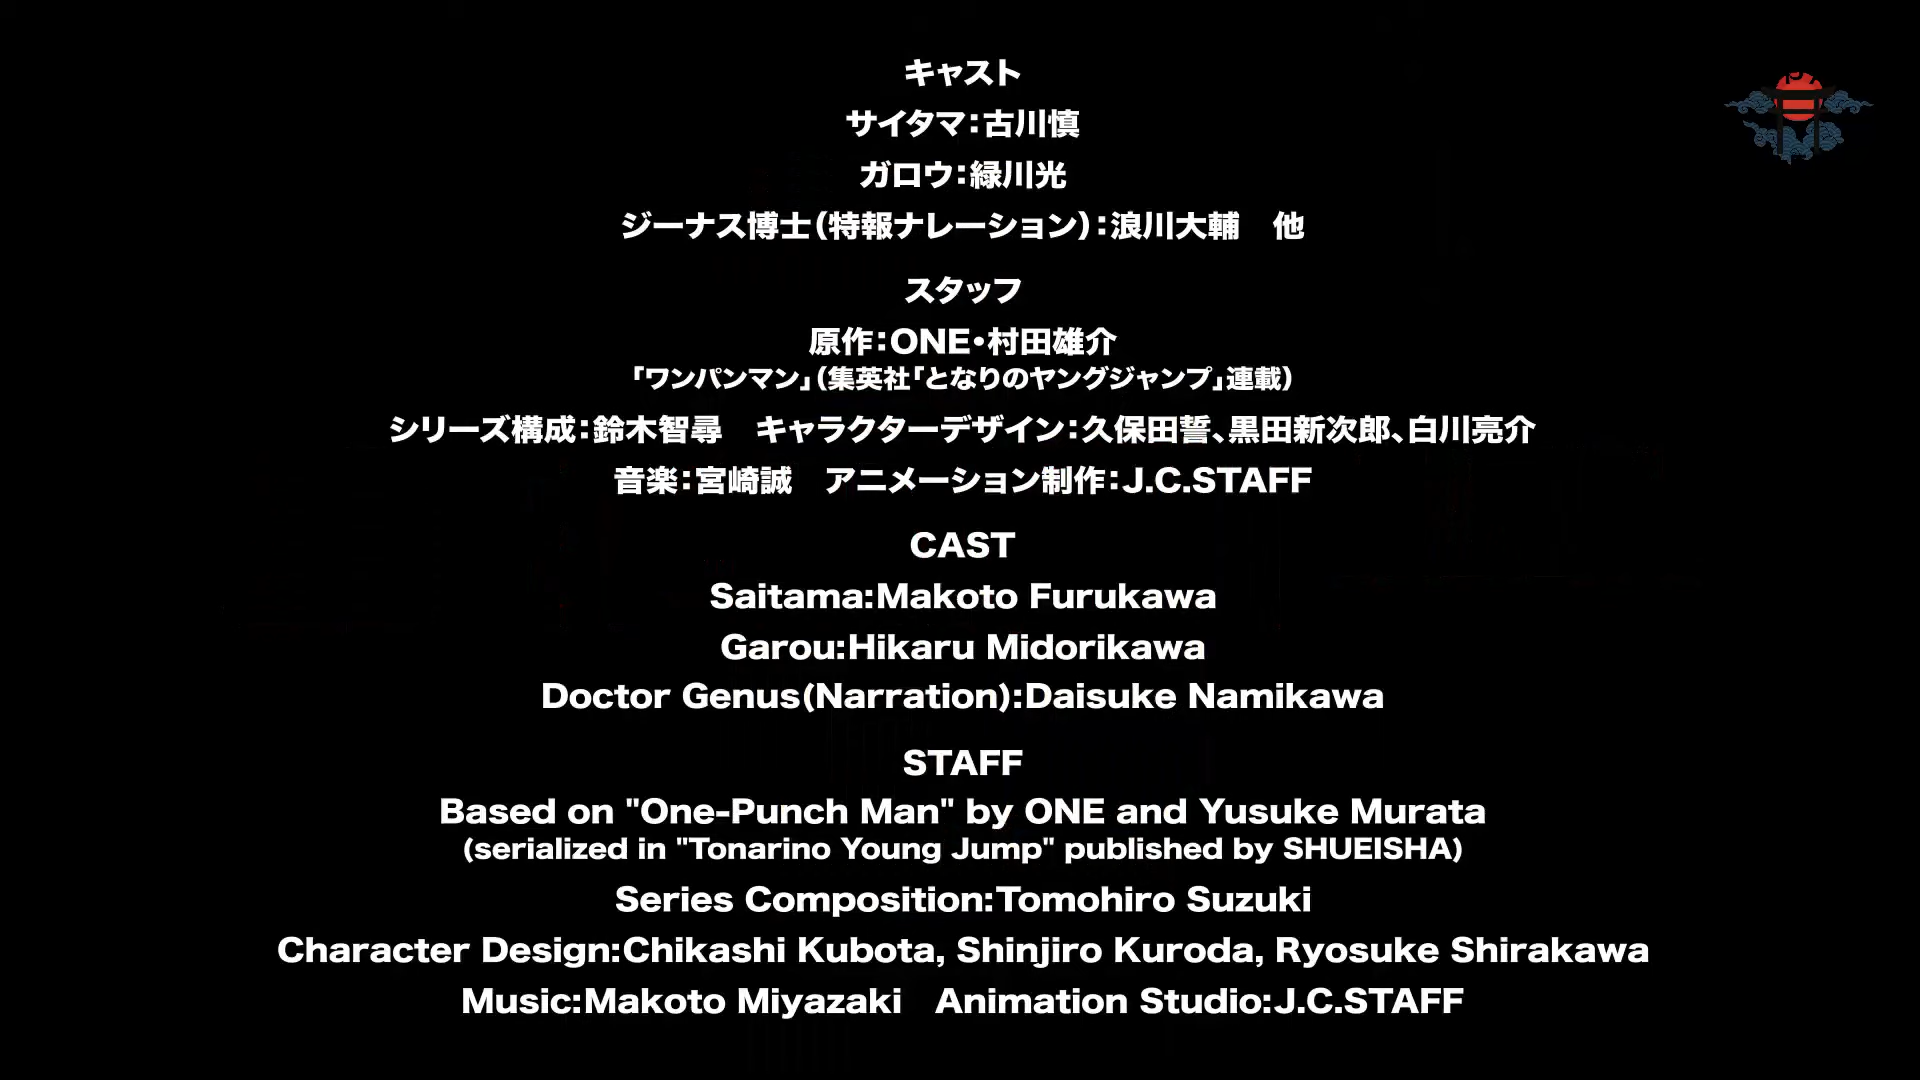 キャスト
サイタマ：古川慎
ガロウ：緑川光
ジーナス博士（特報ナレーション）：浪川大輔　他
スタッフ
原作：ONE・村田雄介
「ワンパンマン」（集英社「となりのヤングジャンプ」連載）
シリーズ構成：鈴木智尋　キャラクターデザイン：久保田誓、黒田新次郎、白川亮介
音楽：宮崎誠　アニメーション制作：J.C.STAFF
CAST
Saitama:Makoto Furukawa
Garou:Hikaru Midorikawa
Doctor Genus(Narration):Daisuke Namikawa
STAFF
Based on "One-Punch Man" by ONE and Yusuke Murata
(serialized in "Tonarino Young Jump" published by SHUEISHA)
Series Composition:Tomohiro Suzuki
Character Design:Chikashi Kubota, Shinjiro Kuroda, Ryosuke Shirakawa
Music:Makoto Miyazaki　Animation Studio:J.C.STAFF